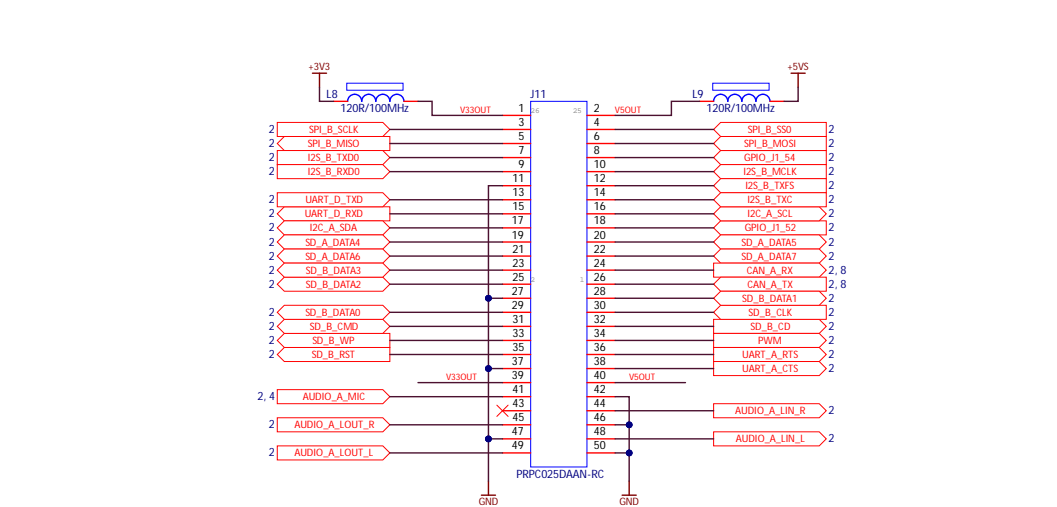 +3V3
+5VS
L8
J11
L9
120R/100MHz
120R/100MHz
V33OUT 1 16 25 2 V5OUT
3 4
2 SPI_B_SCLK SPI_B_SS0 2
5 6
2 SPI_B_MISO SPI_B_MOSI 2
7 8
2 I2S_B_TXD0 GPIO_J1_54 2
9 10
2 I2S_B_RXD0 I2S_B_MCLK 2
11 12
I2S_B_TXFS 2
13 14
2 UART_D_TXD I2S_B_TXC 2
15 16
2 UART_D_RXD I2C_A_SCL 2
17 18
2 I2C_A_SDA GPIO_J1_52 2
19 20
2 SD_A_DATA4 SD_A_DATA5 2
21 22
2 SD_A_DATA6 SD_A_DATA7 2
23 24
2 SD_B_DATA3 CAN_A_RX 2, 8
25 2 1 26
2 SD_B_DATA2 CAN_A_TX 2, 8
27 28
SD_B_DATA1 2
29 30
2 SD_B_DATA0 SD_B_CLK 2
31 32
2 SD_B_CMD SD_B_CD 2
33 34
2 SD_B_WP PWM 2
35 36
2 SD_B_RST UART_A_RTS 2
37 38
UART_A_CTS 2
V33OUT 39 40 V5OUT
41 42
2, 4 AUDIO_A_MIC
43 44
AUDIO_A_LIN_R 2
45 46
2 AUDIO_A_LOUT_R
47 48
AUDIO_A_LIN_L 2
49 50
2 AUDIO_A_LOUT_L
PRPC025DAAN-RC
GND
GND